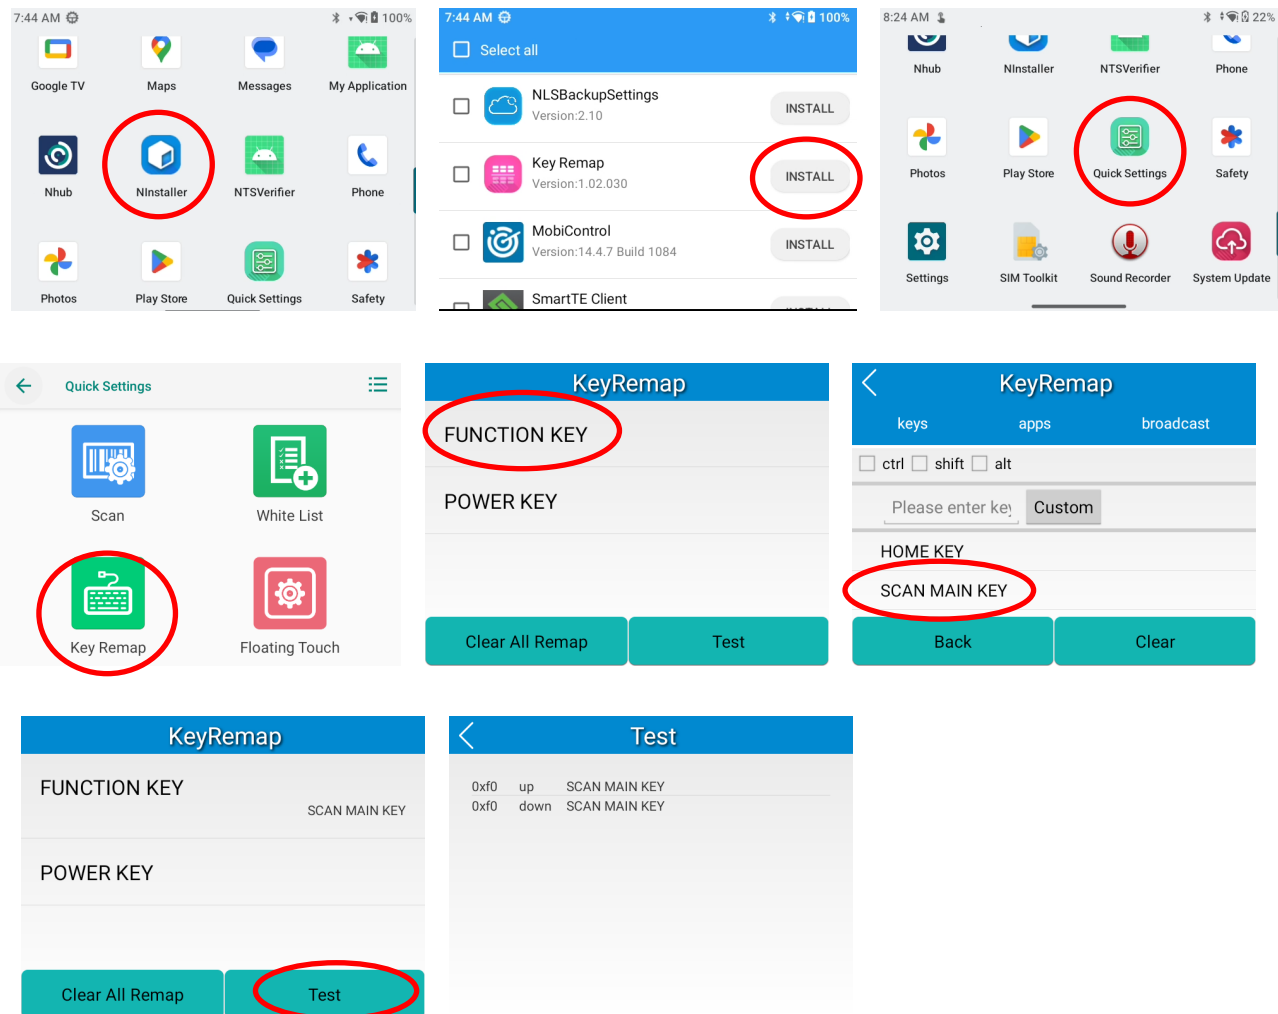 7:44 AM
100%
Google TV
Maps
Messages
My Application
Nhub
NInstaller
NTSVerifier
Phone
Photos
Play Store
Quick Settings
Safety
7:44 AM
100%
Select all
NLSBackupSettings
Version:2.10
INSTALL
Key Remap
Version:1.02.030
INSTALL
MobiControl
Version:14.4.7 Build 1084
INSTALL
SmartTE Client
8:24 AM
22%
Nhub
NInstaller
NTSVerifier
Phone
Photos
Play Store
Quick Settings
Safety
Settings
SIM Toolkit
Sound Recorder
System Update
Quick Settings
Scan
White List
Key Remap
Floating Touch
KeyRemap
FUNCTION KEY
POWER KEY
Clear All Remap
Test
KeyRemap
keys
apps
broadcast
ctrl
shift
alt
Please enter key
Custom
HOME KEY
SCAN MAIN KEY
Back
Clear
KeyRemap
FUNCTION KEY
SCAN MAIN KEY
POWER KEY
Clear All Remap
Test
Test
0xf0 up SCAN MAIN KEY
0xf0 down SCAN MAIN KEY